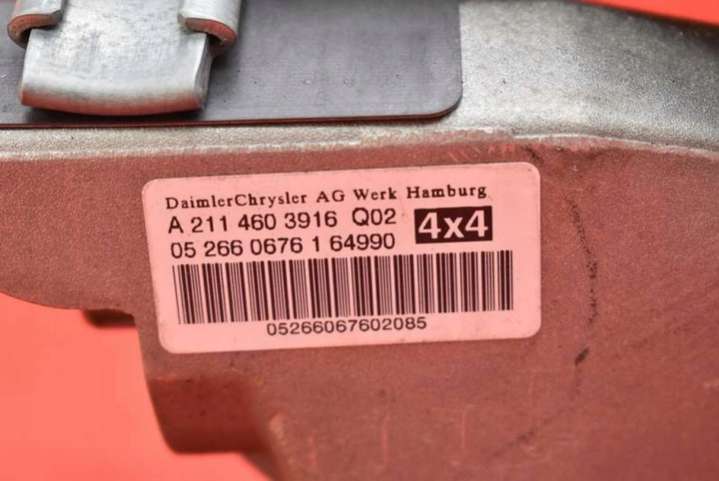 DaimlerChrysler AG Werk Hamburg
A 211 460 3916 Q02
4x4
05 266 0676 1 64990
05266067602085